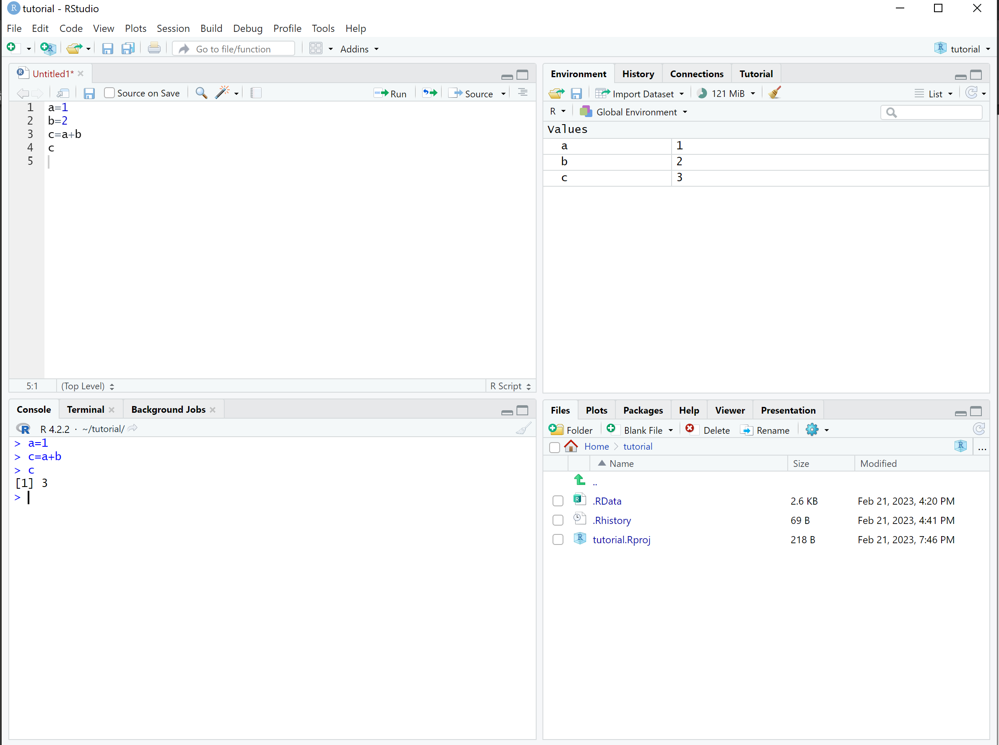 tutorial - RStudio
File Edit Code View Plots Session Build Debug Profile Tools Help
Go to file/function Addins tutorial
Untitled1*
Source on Save Run Source
1 a=1
2 b=2
3 c=a+b
4 c
5
5:1 (Top Level) R Script
Console Terminal Background Jobs
R 4.2.2 · ~/tutorial/
> a=1
> c=a+b
> c
[1] 3
>
Environment History Connections Tutorial
Import Dataset 121 MiB List
R Global Environment
Values
a 1
b 2
c 3
Files Plots Packages Help Viewer Presentation
Folder Blank File Delete Rename
Home tutorial ...
Name Size Modified
..
.RData 2.6 KB Feb 21, 2023, 4:20 PM
.Rhistory 69 B Feb 21, 2023, 4:41 PM
tutorial.Rproj 218 B Feb 21, 2023, 7:46 PM